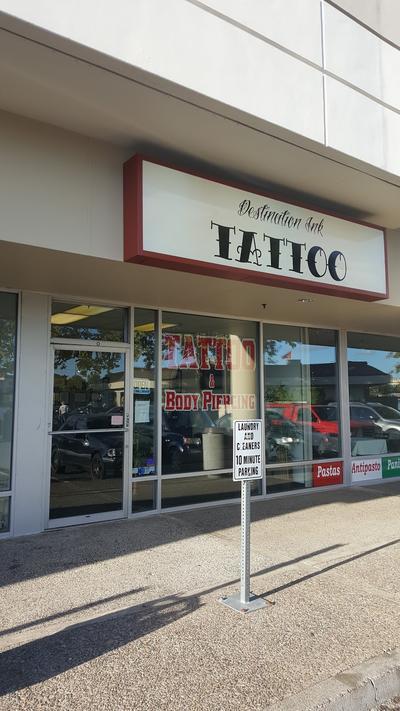 Destination Ink
TATTOO
TATTOO
&
BODY PIERCING
LAUNDRY
AND
CLEANERS
10 MINUTE
PARKING
Pastas
Antipasto